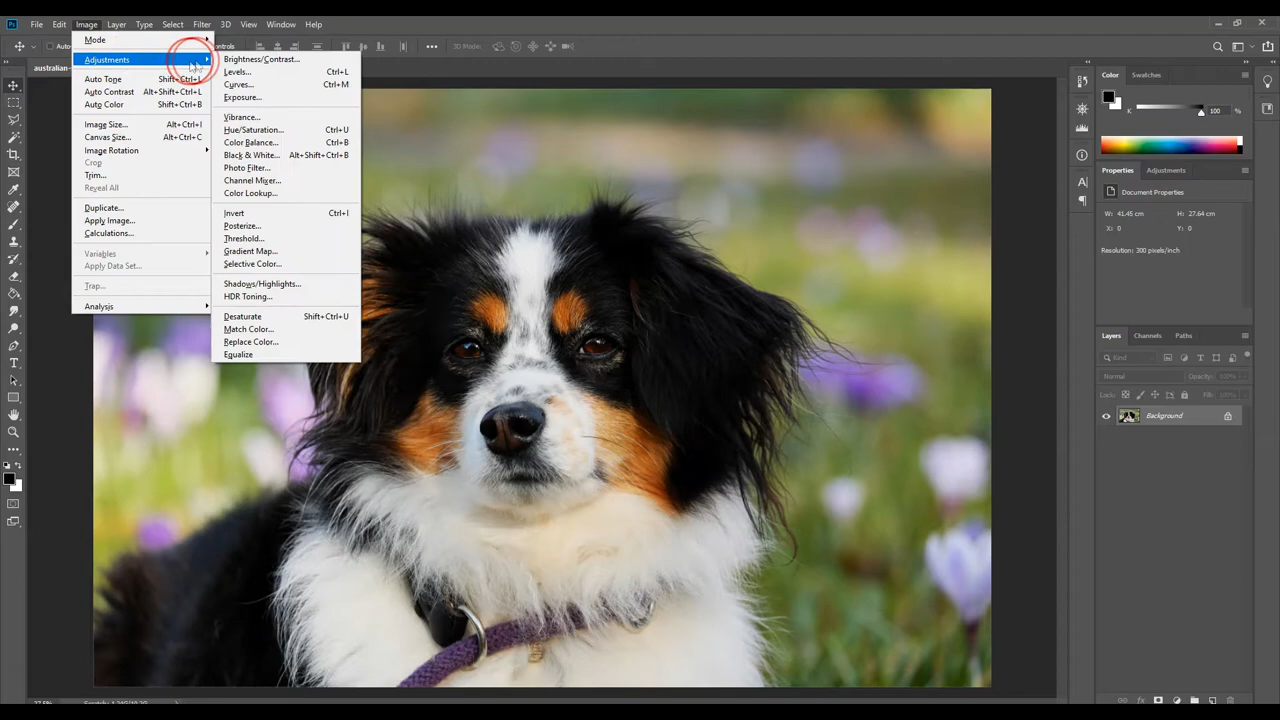 Ps File Edit Image Layer Type Select Filter 3D View Window Help
3D Mode:
australian-
Mode
Adjustments
Auto Tone Shift+Ctrl+L
Auto Contrast Alt+Shift+Ctrl+L
Auto Color Shift+Ctrl+B
Image Size... Alt+Ctrl+I
Canvas Size... Alt+Ctrl+C
Image Rotation
Crop
Trim...
Reveal All
Duplicate...
Apply Image...
Calculations...
Variables
Apply Data Set...
Trap...
Analysis
Brightness/Contrast...
Levels... Ctrl+L
Curves... Ctrl+M
Exposure...
Vibrance...
Hue/Saturation... Ctrl+U
Color Balance... Ctrl+B
Black & White... Alt+Shift+Ctrl+B
Photo Filter...
Channel Mixer...
Color Lookup...
Invert Ctrl+I
Posterize...
Threshold...
Gradient Map...
Selective Color...
Shadows/Highlights...
HDR Toning...
Desaturate Shift+Ctrl+U
Match Color...
Replace Color...
Equalize
Color Swatches
K 100 %
Properties Adjustments
Document Properties
W: 41.45 cm H: 27.64 cm
X: 0 Y: 0
Resolution: 300 pixels/inch
Layers Channels Paths
Kind
Normal Opacity: 100%
Lock: Fill: 100%
Background